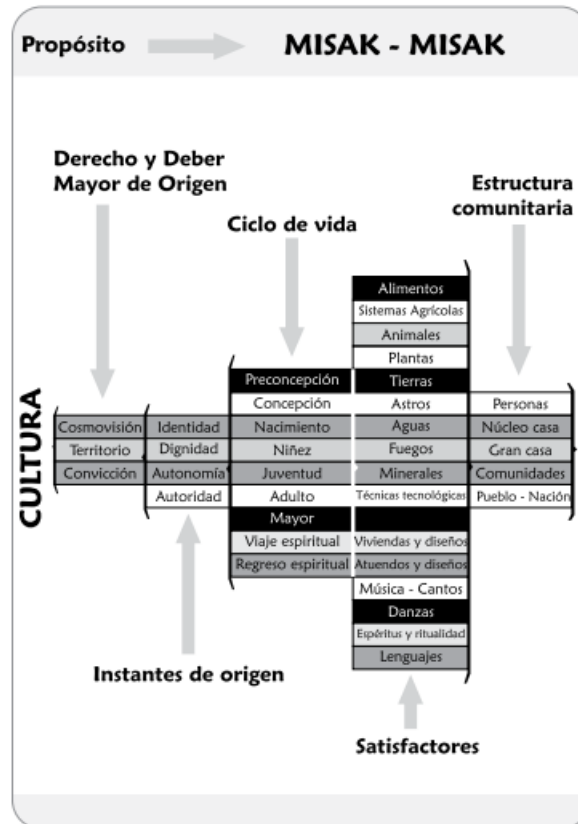 Propósito
MISAK - MISAK
Derecho y Deber
Mayor de Origen
Ciclo de vida
Estructura
comunitaria
CULTURA
Cosmovisión
Territorio
Convicción
Identidad
Dignidad
Autonomía
Autoridad
Preconcepción
Concepción
Nacimiento
Niñez
Juventud
Adulto
Mayor
Viaje espiritual
Regreso espiritual
Alimentos
Sistemas Agrícolas
Animales
Plantas
Tierras
Astros
Aguas
Fuegos
Minerales
Técnicas tecnológicas
Viviendas y diseños
Atuendos y diseños
Música - Cantos
Danzas
Espéritus y ritualidad
Lenguajes
Personas
Núcleo casa
Gran casa
Comunidades
Pueblo - Nación
Instantes de origen
Satisfactores